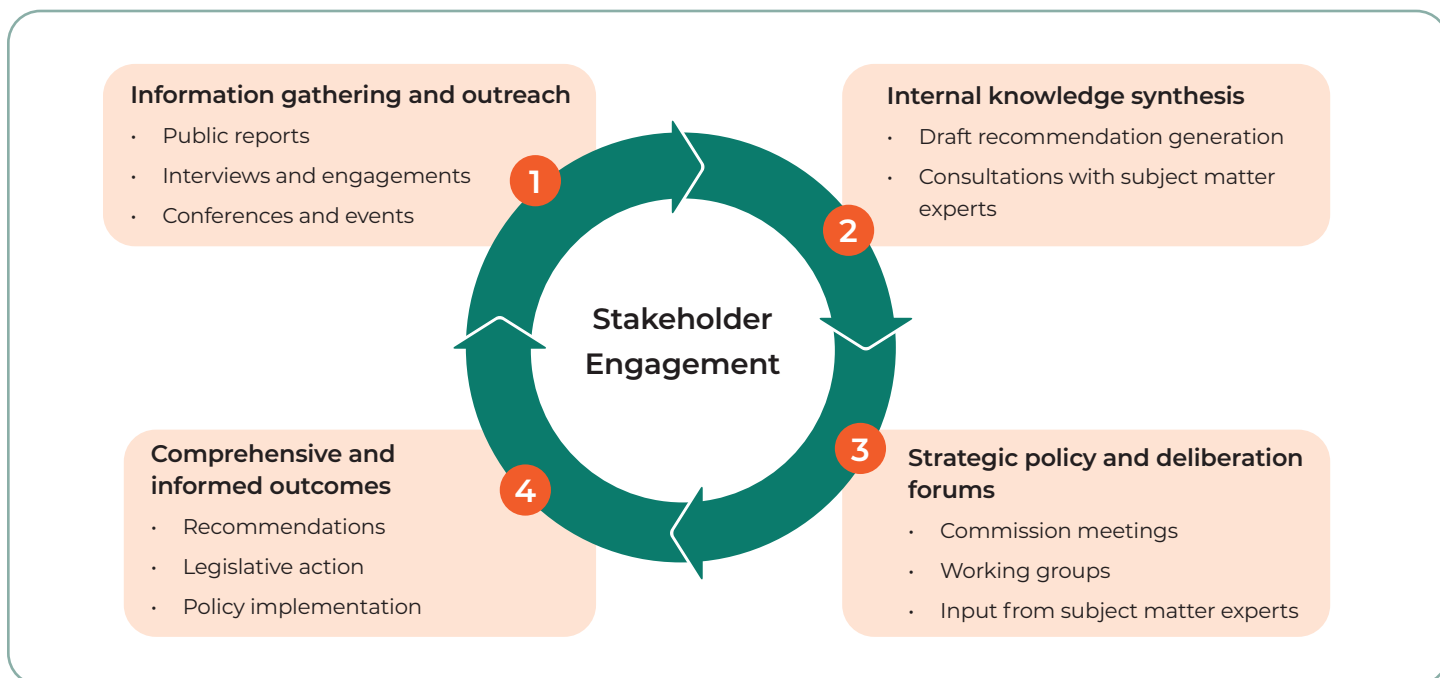 Information gathering and outreach
• Public reports
• Interviews and engagements
• Conferences and events
1
Internal knowledge synthesis
• Draft recommendation generation
• Consultations with subject matter
experts
2
Stakeholder
Engagement
3
Strategic policy and deliberation
forums
• Commission meetings
• Working groups
• Input from subject matter experts
4
Comprehensive and
informed outcomes
• Recommendations
• Legislative action
• Policy implementation